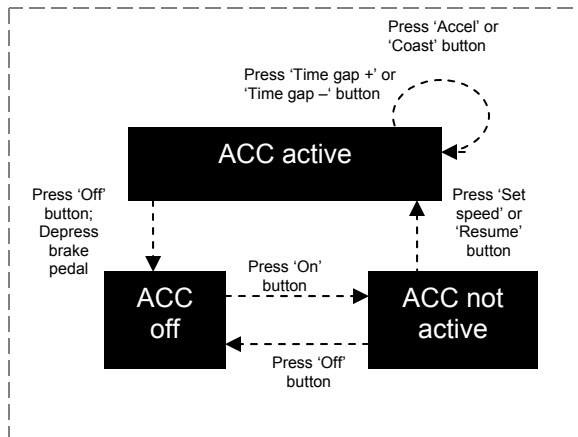 Press ‘Accel’ or
‘Coast’ button
Press ‘Time gap +’ or
‘Time gap –‘ button
ACC active
Press ‘Off’
button;
Depress
brake
pedal
Press ‘Set
speed’ or
‘Resume’
button
Press ‘On’
button
ACC
off
ACC not
active
Press ‘Off’
button